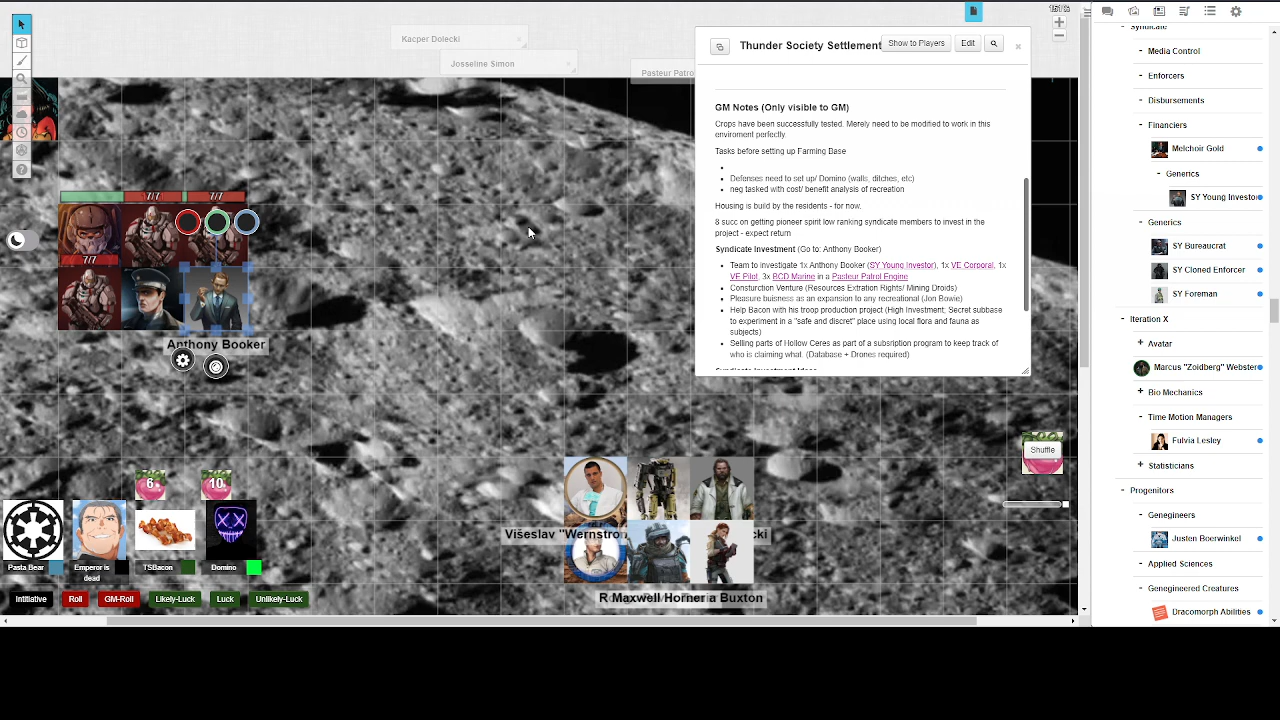 151%
Kacper Dolecki
Josseline Simon
Pasteur Patro
Thunder Society Settlement
Show to Players
Edit
GM Notes (Only visible to GM)
Crops have been successfully tested. Merely need to be modified to work in this
enviroment perfectly.
Tasks before setting up Farming Base
Defenses need to set up/ Domino (walls, ditches, etc)
neg tasked with cost/ benefit analysis of recreation
Housing is build by the residents - for now.
8 succ on getting pioneer spirit low ranking syndicate members to invest in the
project - expect return
Syndicate Investment (Go to: Anthony Booker)
Team to investigate 1x Anthony Booker (SY Young Investor), 1x VE Corporal, 1x
VE Pilot, 3x BCD Marine in a Pasteur Patrol Engine
Consturction Venture (Resources Extration Rights/ Mining Droids)
Pleasure buisness as an expansion to any recreational (Jon Bowie)
Help Bacon with his troop production project (High Investment; Secret subbase
to experiment in a "safe and discret" place using local flora and fauna as
subjects)
Selling parts of Hollow Ceres as part of a subsription program to keep track of
who is claiming what. (Database + Drones required)
Syndicate Investment Ideas
7/7
7/7
7/7
Anthony Booker
6
10
Pasta Bear
Emperor is
dead
TSBacon
Domino
Intitiative
Roll
GM-Roll
Likely-Luck
Luck
Unlikely-Luck
Višeslav "Wernstro
ki
R Maxwell Horner
a Buxton
Shuffle
Syndicate
Media Control
Enforcers
Disbursements
Financiers
Melchoir Gold
Generics
SY Young Investor
Generics
SY Bureaucrat
SY Cloned Enforcer
SY Foreman
Iteration X
Avatar
Marcus "Zoidberg" Webster
Bio Mechanics
Time Motion Managers
Fulvia Lesley
Statisticians
Progenitors
Genegineers
Justen Boerwinkel
Applied Sciences
Genengineered Creatures
Dracomorph Abilities